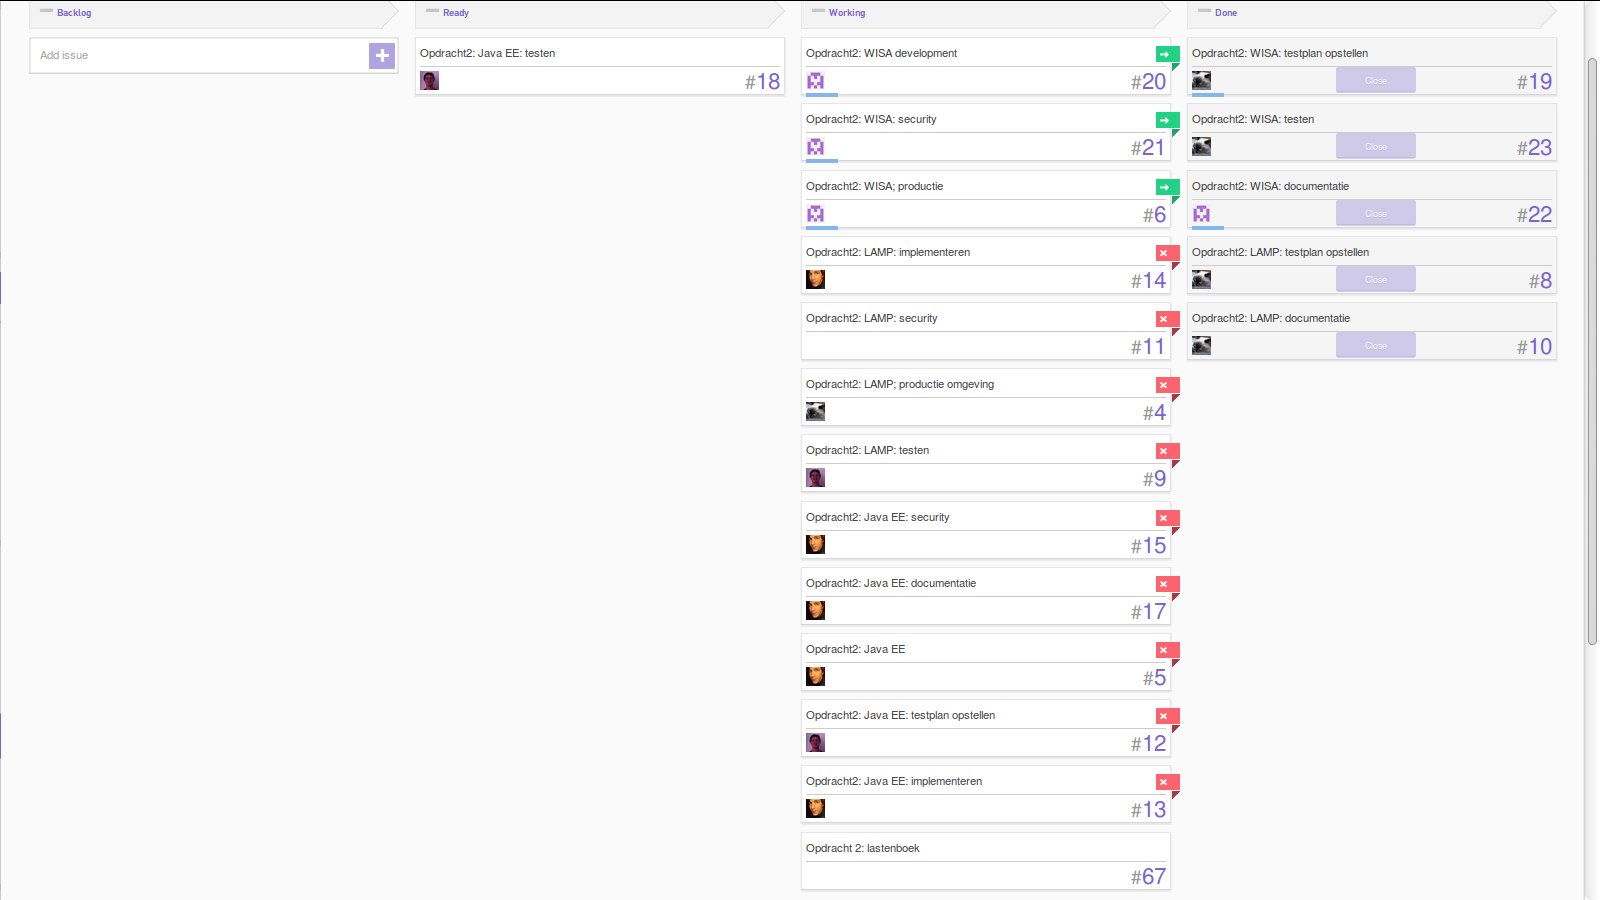 Backlog
Add issue
Ready
Opdracht2: Java EE: testen
#18
Working
Opdracht2: WISA development
#20
Opdracht2: WISA: security
#21
Opdracht2: WISA; productie
#6
Opdracht2: LAMP: implementeren
#14
Opdracht2: LAMP: security
#11
Opdracht2: LAMP; productie omgeving
#4
Opdracht2: LAMP: testen
#9
Opdracht2: Java EE: security
#15
Opdracht2: Java EE: documentatie
#17
Opdracht2: Java EE
#5
Opdracht2: Java EE: testplan opstellen
#12
Opdracht2: Java EE: implementeren
#13
Opdracht 2: lastenboek
#67
Done
Opdracht2: WISA: testplan opstellen
Close #19
Opdracht2: WISA: testen
Close #23
Opdracht2: WISA: documentatie
Close #22
Opdracht2: LAMP: testplan opstellen
Close #8
Opdracht2: LAMP: documentatie
Close #10